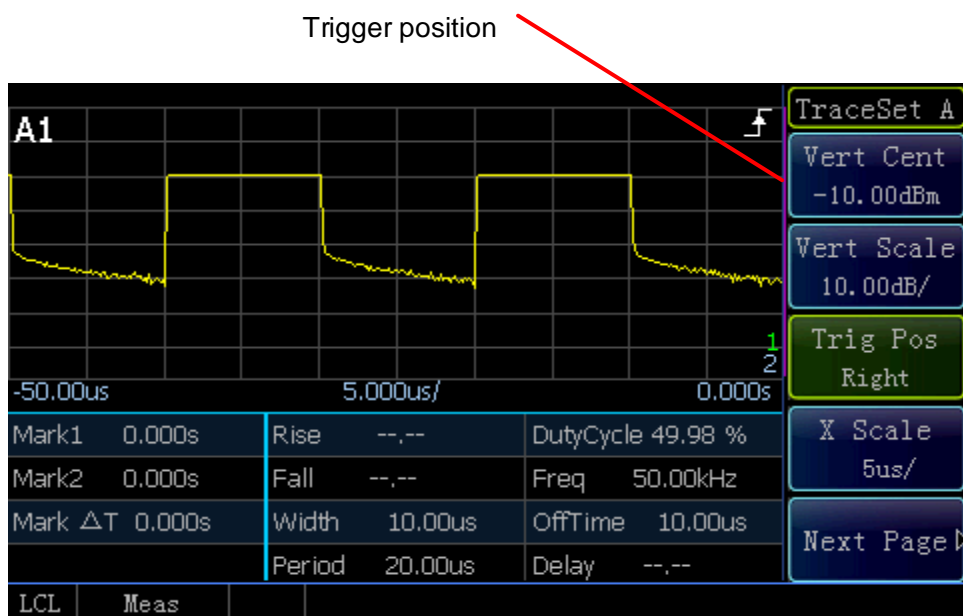 Trigger position
A1
TraceSet A
Vert Cent
-10.00dBm
Vert Scale
10.00dB/
1
2
Trig Pos
Right
-50.00us 5.000us/ 0.000s
X Scale
5us/
Mark1 0.000s Rise --.-- DutyCycle 49.98 %
Mark2 0.000s Fall --.-- Freq 50.00kHz
Mark △T 0.000s Width 10.00us OffTime 10.00us
Period 20.00us Delay --.--
Next Page
LCL Meas